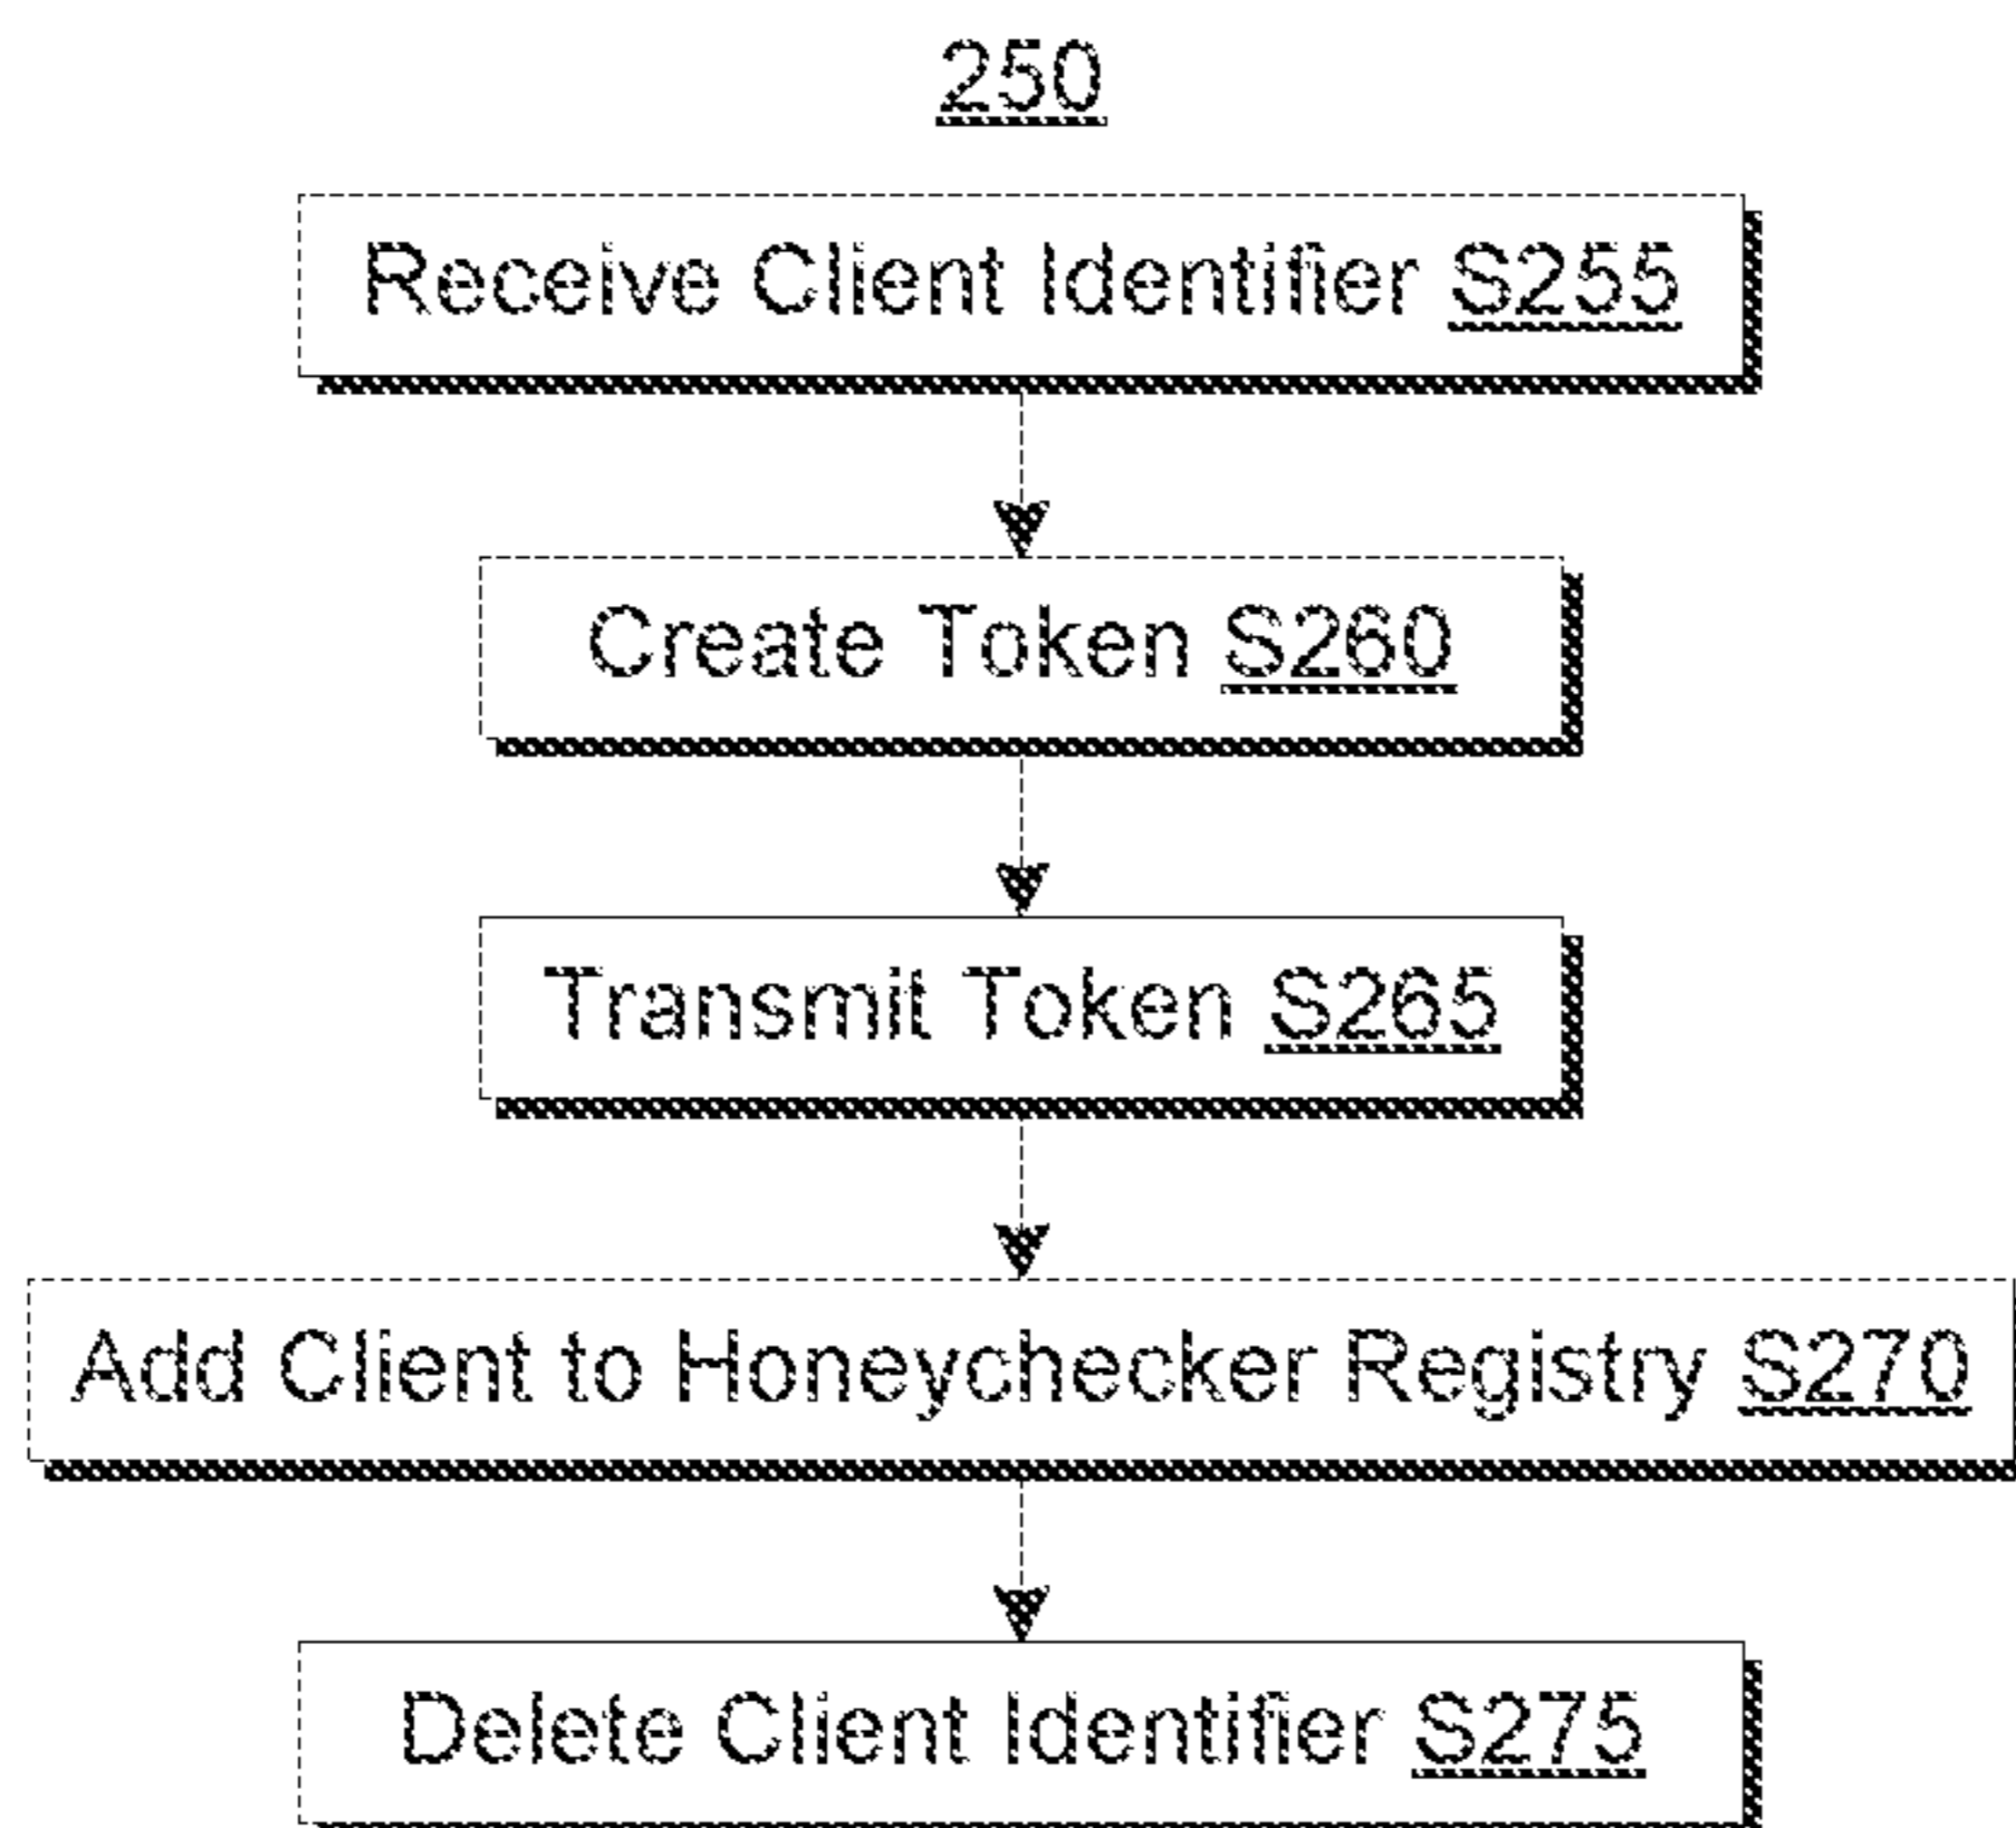 250
Receive Client Identifier S255
Create Token S260
Transmit Token S265
Add Client to Honeychecker Registry S270
Delete Client Identifier S275